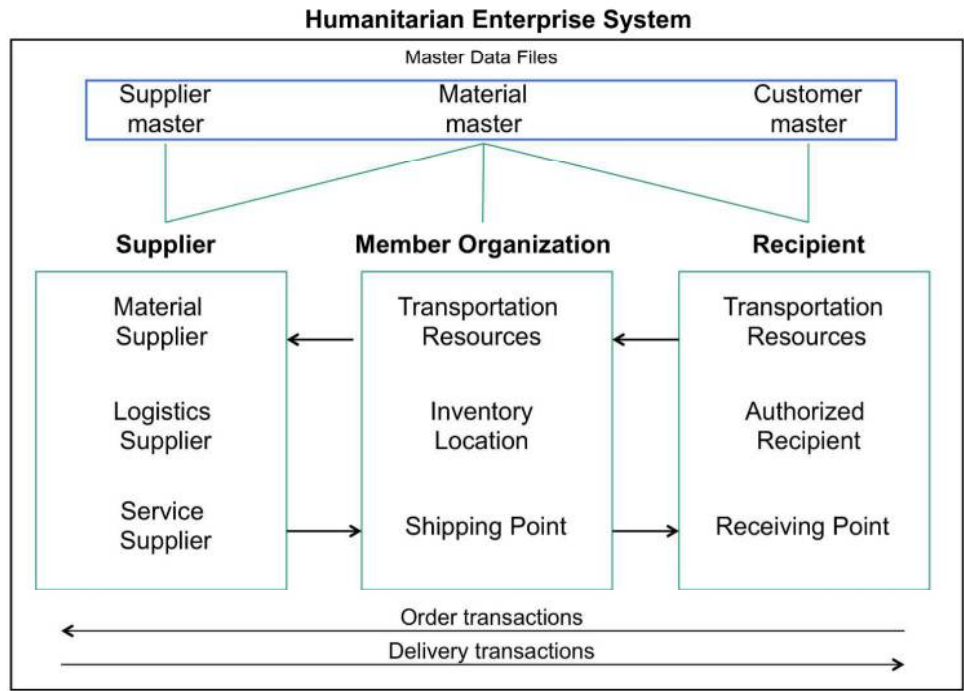 Humanitarian Enterprise System
Master Data Files
Supplier
master
Material
master
Customer
master
Supplier
Member Organization
Recipient
Material
Supplier
Logistics
Supplier
Service
Supplier
Transportation
Resources
Inventory
Location
Shipping Point
Transportation
Resources
Authorized
Recipient
Receiving Point
Order transactions
Delivery transactions